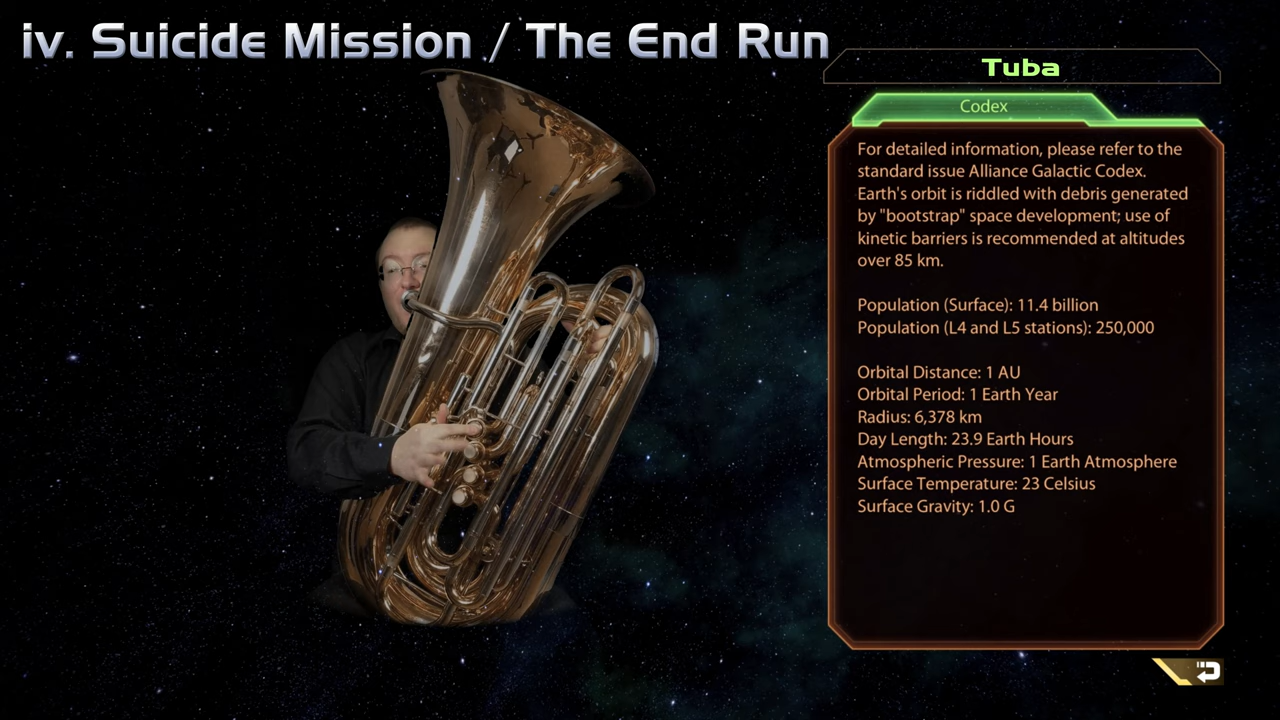 iv. Suicide Mission / The End Run
Tuba
Codex
For detailed information, please refer to the
standard issue Alliance Galactic Codex.
Earth's orbit is riddled with debris generated
by "bootstrap" space development; use of
kinetic barriers is recommended at altitudes
over 85 km.
Population (Surface): 11.4 billion
Population (L4 and L5 stations): 250,000
Orbital Distance: 1 AU
Orbital Period: 1 Earth Year
Radius: 6,378 km
Day Length: 23.9 Earth Hours
Atmospheric Pressure: 1 Earth Atmosphere
Surface Temperature: 23 Celsius
Surface Gravity: 1.0 G